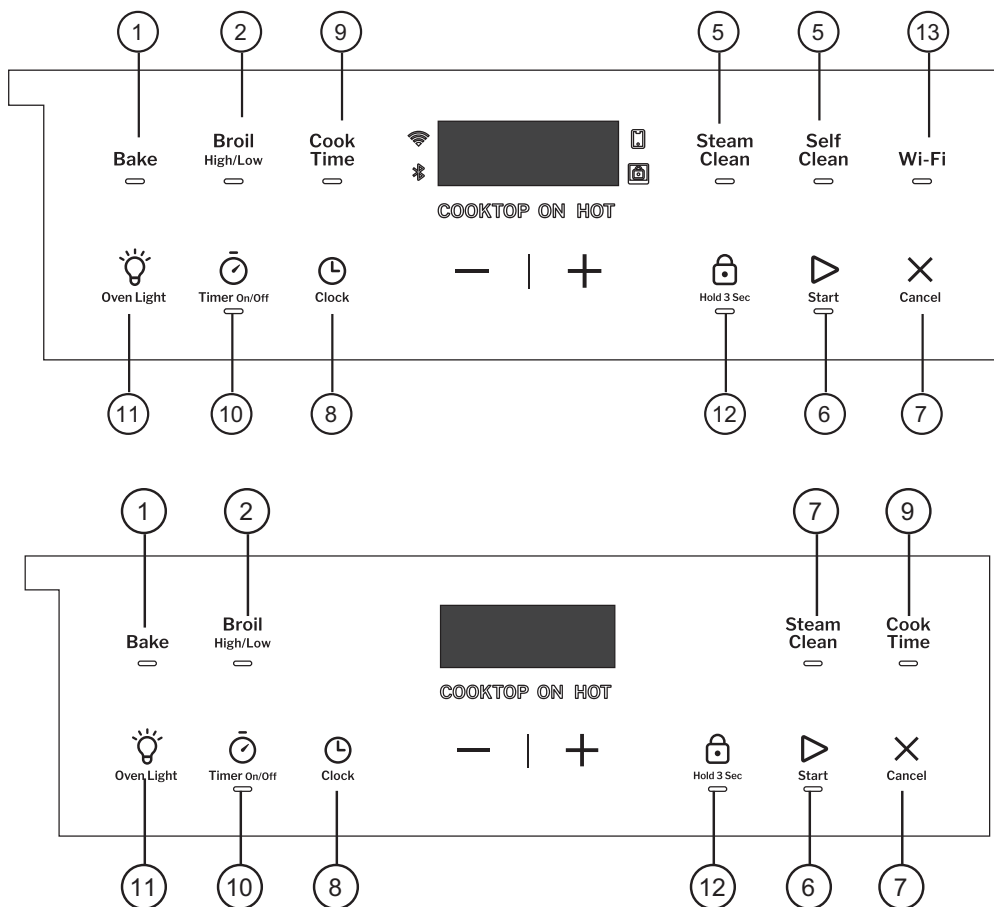 1 2 9 5 5 13
Bake
Broil
High/Low
Cook
Time
Steam
Clean
Self
Clean
Wi-Fi
COOKTOP ON HOT
Oven Light
Timer On/Off
Clock
— | +
Hold 3 Sec
Start
Cancel
11 10 8 12 6 7
1 2 7 9
Bake
Broil
High/Low
Steam
Clean
Cook
Time
COOKTOP ON HOT
Oven Light
Timer On/Off
Clock
— | +
Hold 3 Sec
Start
Cancel
11 10 8 12 6 7